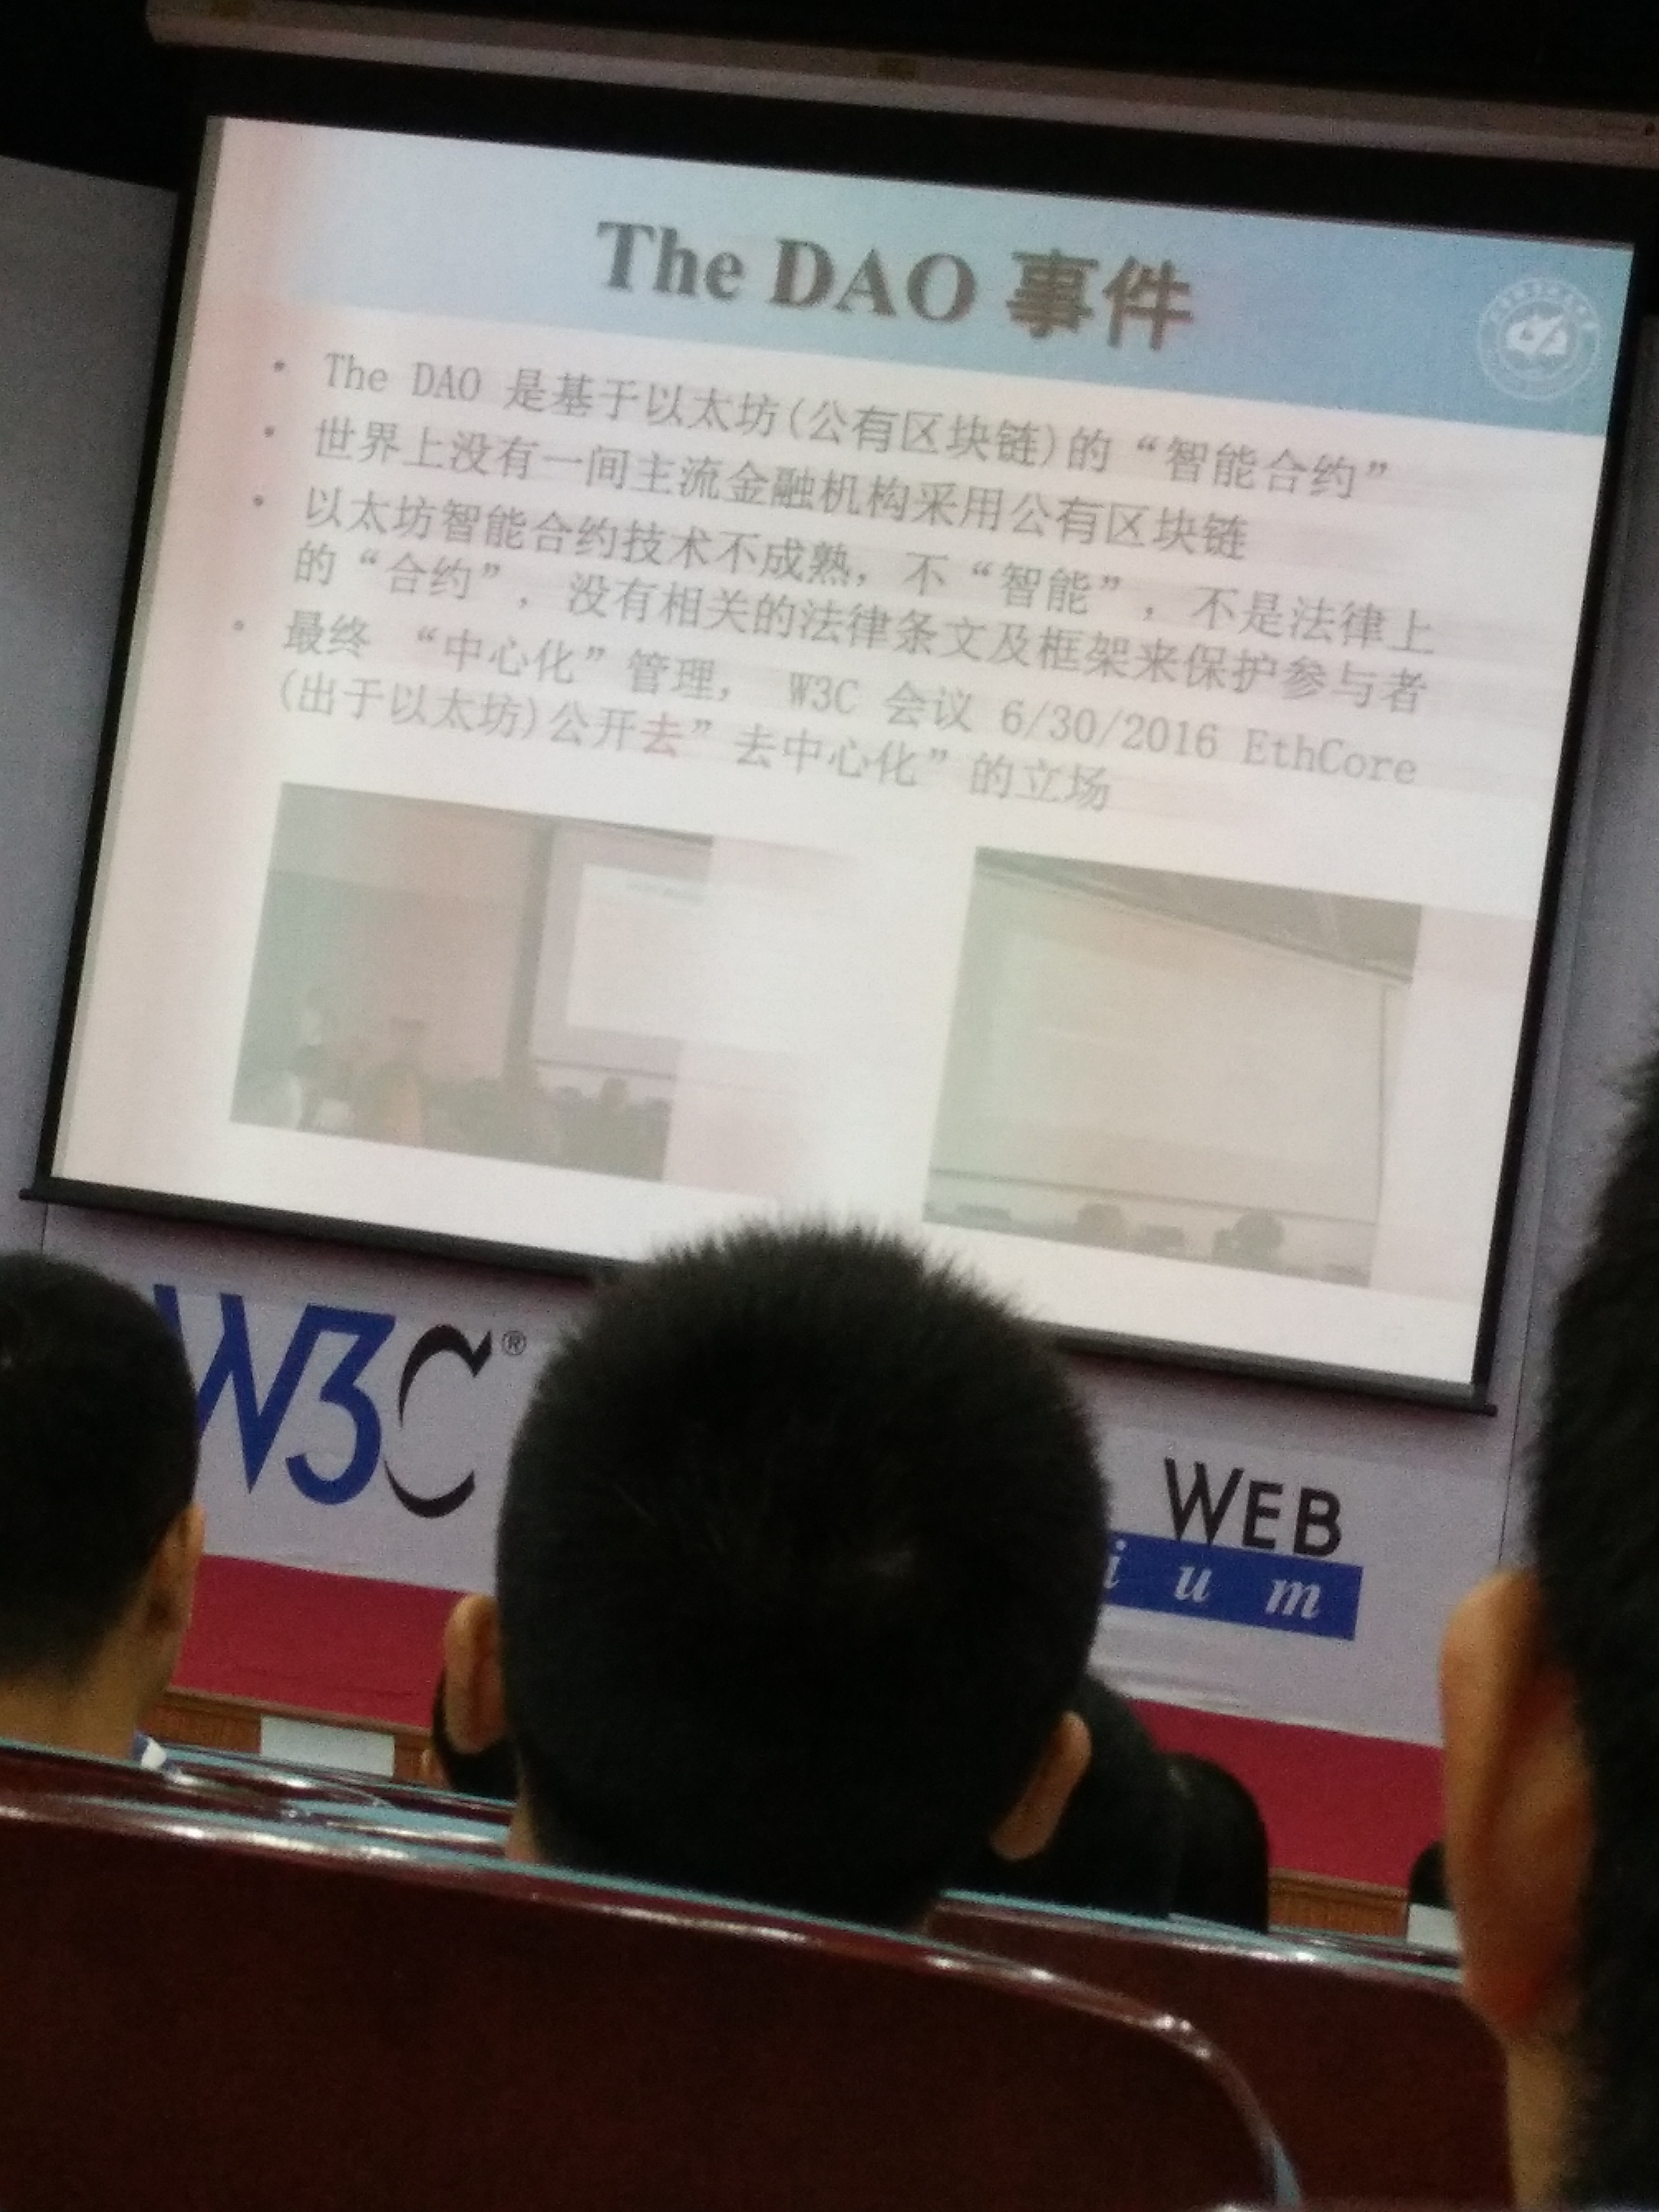 The DAO 事件
• The DAO 是基于以太坊(公有区块链)的 “智能合约”
• 世界上没有一间主流金融机构采用公有区块链
• 以太坊智能合约技术不成熟, 不 “智能”, 不是法律上
的 “合约”, 没有相关的法律条文及框架来保护参与者
• 最终 “中心化” 管理, W3C 会议 6/30/2016 EthCore
(出于以太坊)公开去” 去中心化” 的立场
W3C®
WEB
i u m